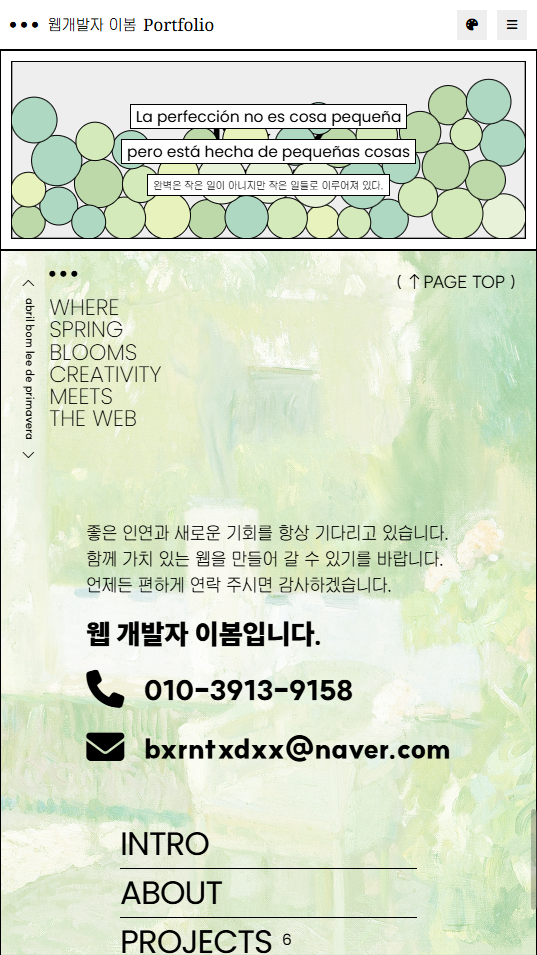 웹개발자 이봄 Portfolio
La perfección no es cosa pequeña
pero está hecha de pequeñas cosas
완벽은 작은 일이 아니지만 작은 일들로 이루어져 있다.
( ↑ PAGE TOP )
abril bom lee de primavera
WHERE
SPRING
BLOOMS
CREATIVITY
MEETS
THE WEB
좋은 인연과 새로운 기회를 항상 기다리고 있습니다.
함께 가치 있는 웹을 만들어 갈 수 있기를 바랍니다.
언제든 편하게 연락 주시면 감사하겠습니다.
웹 개발자 이봄입니다.
010-3913-9158
bxrntxdxx@naver.com
INTRO
ABOUT
PROJECTS 6